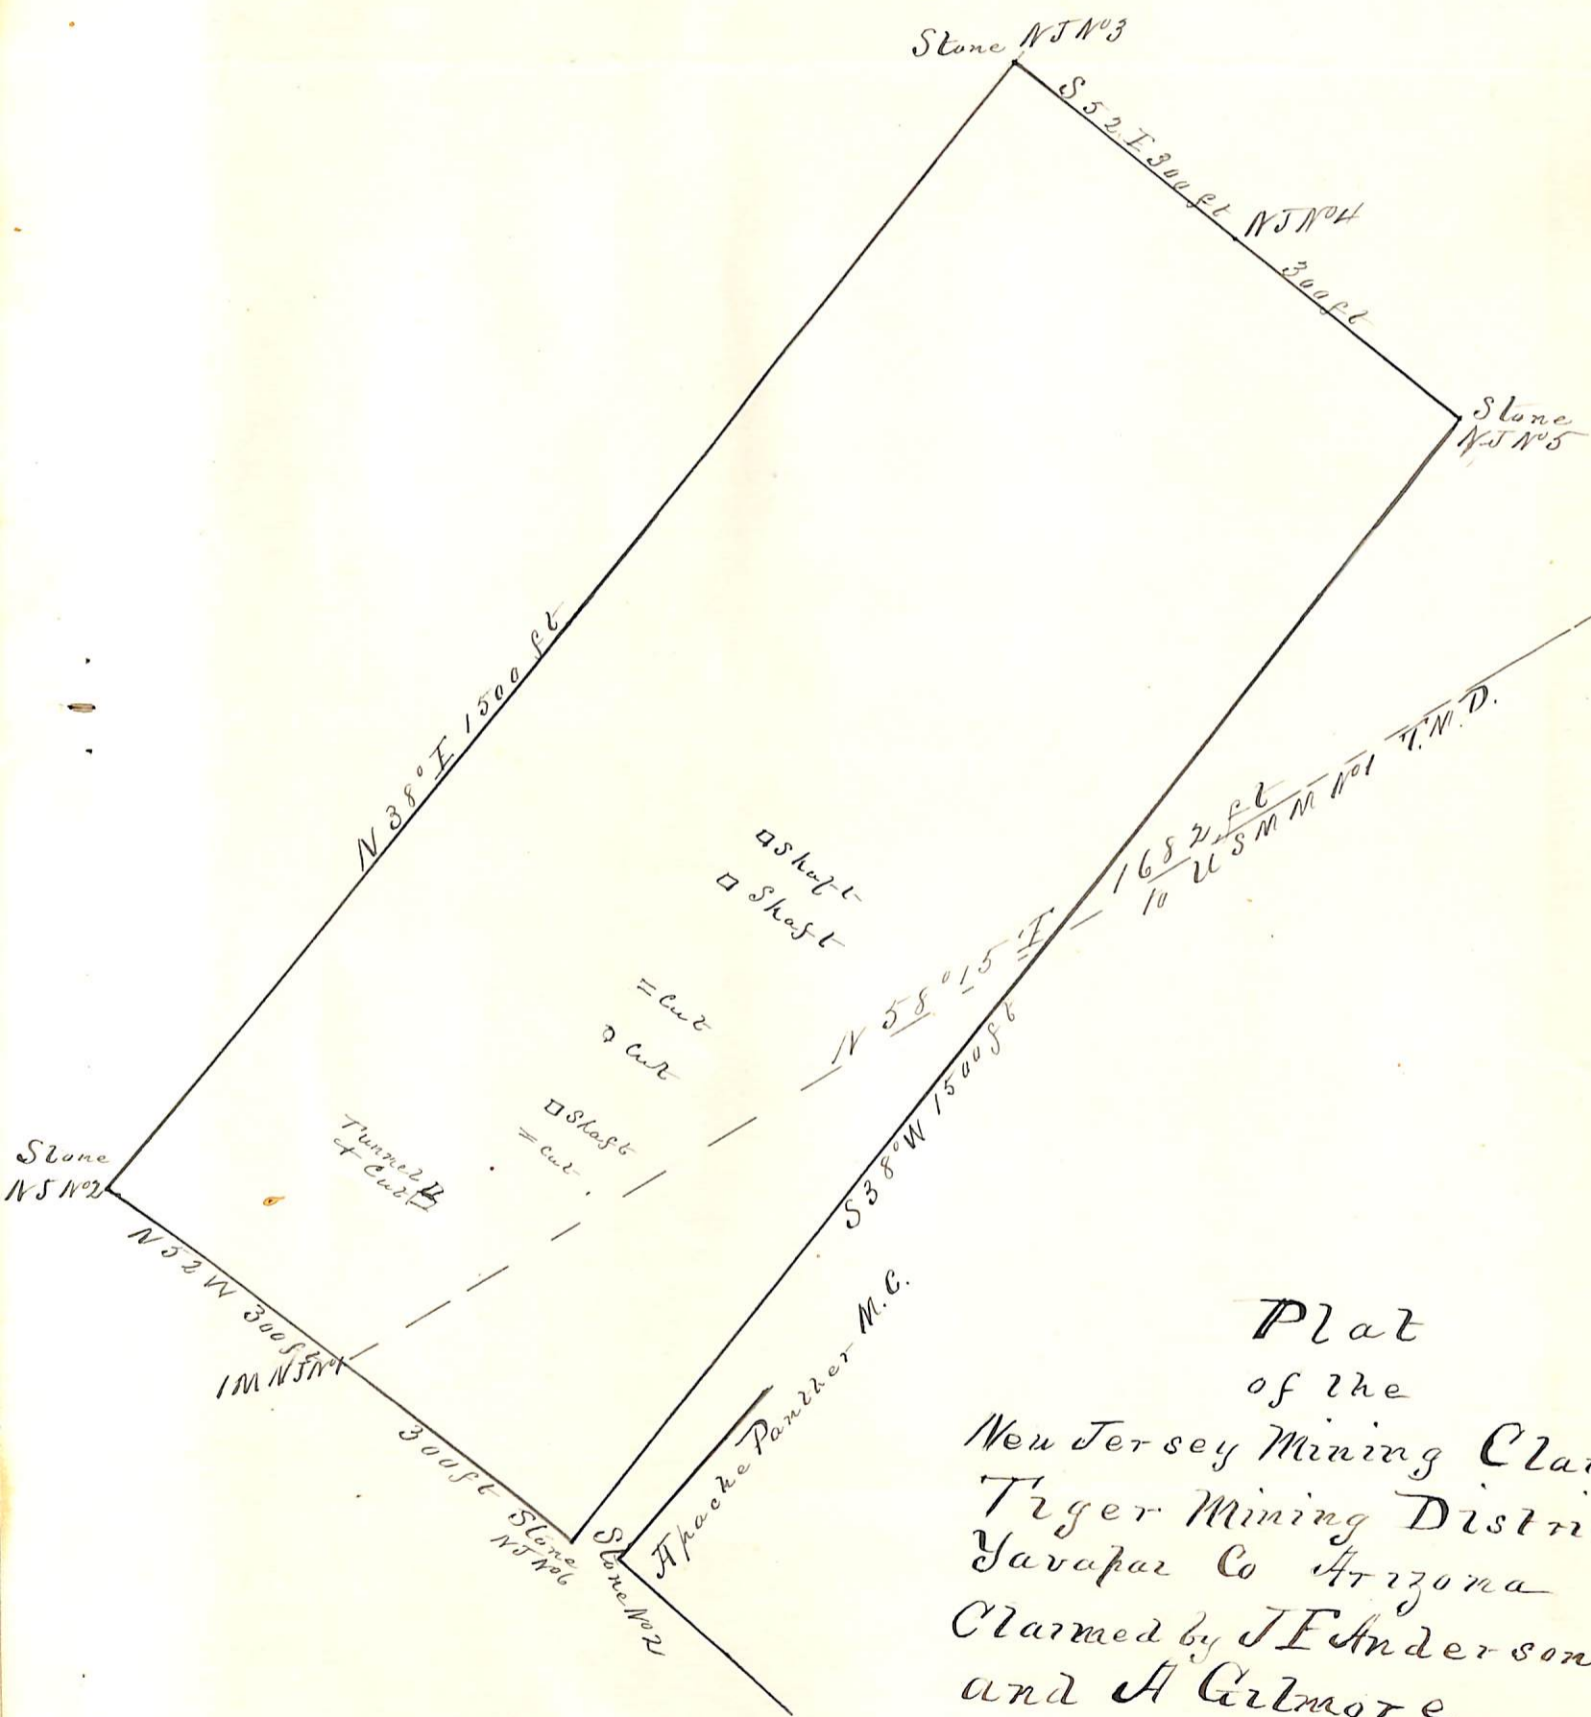 Stone NJ Nº3
S 52 E 300 ft
NJ Nº4
300 ft
Stone
NJ Nº5
N 38° E 1500 ft
1682 ft
to U S M M Nº1 T.M.D.
N 58° 15' E
Shaft
Shaft
Cut
Cut
Shaft
Cut
Tunnel
+ Cut
S 38° W 1500 ft
Stone
NJ Nº2
N 52 W 300 ft
IM NJ Nº1
300 ft
Stone
NJ Nº6
Stone Nº2
Apache Panther M.C.
Plat
of the
New Jersey Mining Clai
Tiger Mining Distri
Yavapai Co Arizona
Claimed by J E Anderson
and A Gilmore